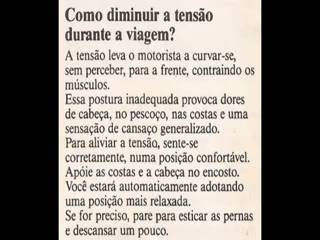 Como diminuir a tensão
durante a viagem?
A tensão leva o motorista a curvar-se,
sem perceber, para a frente, contraindo os
músculos.
Essa postura inadequada provoca dores
de cabeça, no pescoço, nas costas e uma
sensação de cansaço generalizado.
Para aliviar a tensão, sente-se
corretamente, numa posição confortável.
Apóie as costas e a cabeça no encosto.
Você estará automaticamente adotando
uma posição mais relaxada.
Se for preciso, pare para esticar as pernas
e descansar um pouco.